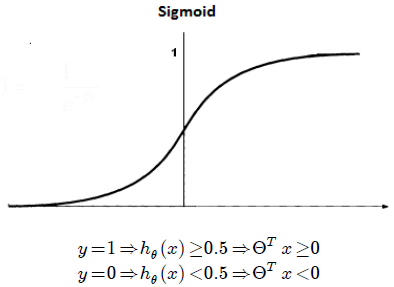 Sigmoid
1
y=1⇒h_θ(x)≥0.5⇒Θ^T x≥0
y=0⇒h_θ(x)<0.5⇒Θ^T x<0